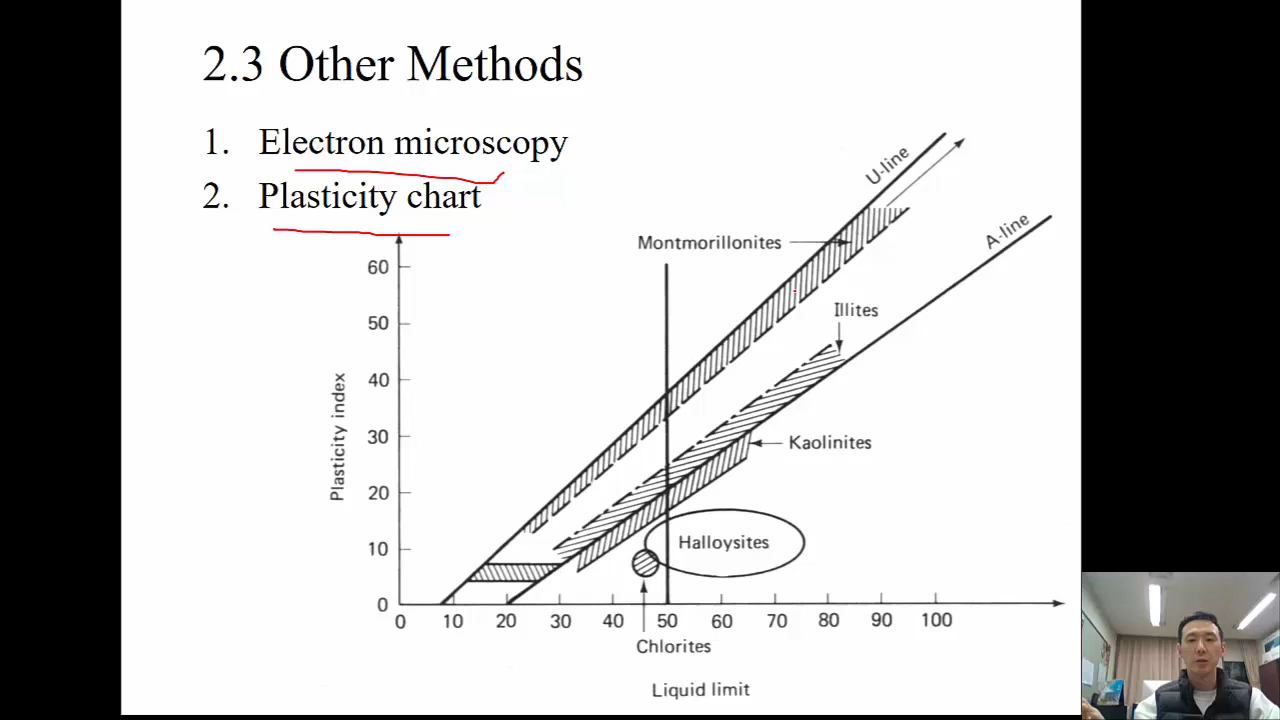 2.3 Other Methods
1. Electron microscopy
2. Plasticity chart
U-line
A-line
Montmorillonites
Illites
Kaolinites
Halloysites
Chlorites
Plasticity index
60
50
40
30
20
10
0
0 10 20 30 40 50 60 70 80 90 100
Liquid limit